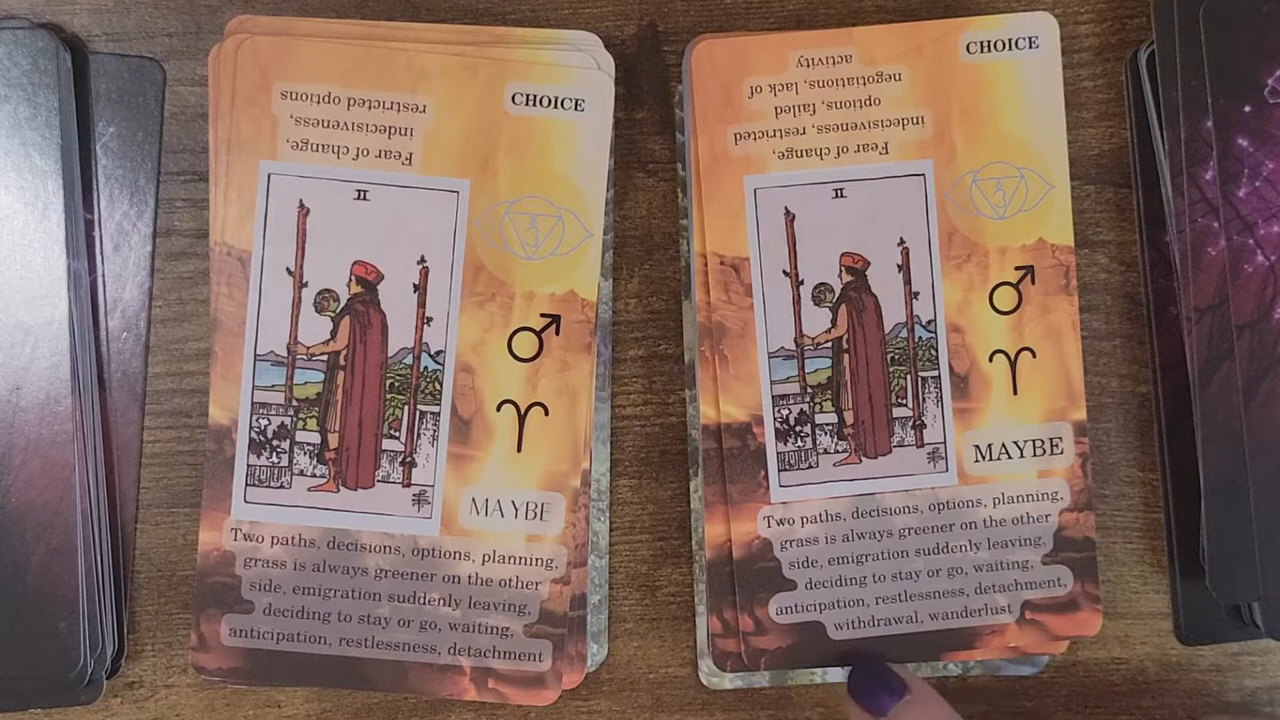 CHOICE
Fear of change,
indecisiveness,
restricted options
II
MAYBE
Two paths, decisions, options, planning,
grass is always greener on the other
side, emigration suddenly leaving,
deciding to stay or go, waiting,
anticipation, restlessness, detachment
CHOICE
Fear of change,
indecisiveness, restricted
options, failed
negotiations, lack of
activity
II
MAYBE
Two paths, decisions, options, planning,
grass is always greener on the other
side, emigration suddenly leaving,
deciding to stay or go, waiting,
anticipation, restlessness, detachment,
withdrawal, wanderlust